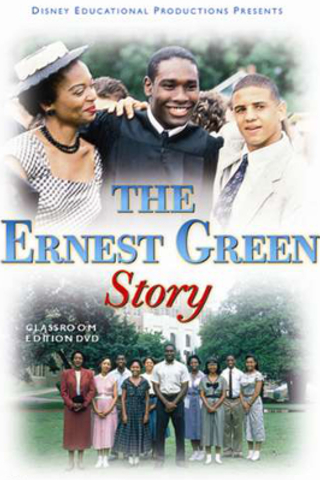 DISNEY EDUCATIONAL PRODUCTIONS PRESENTS
THE
ERNEST GREEN
Story
CLASSROOM
EDITION DVD